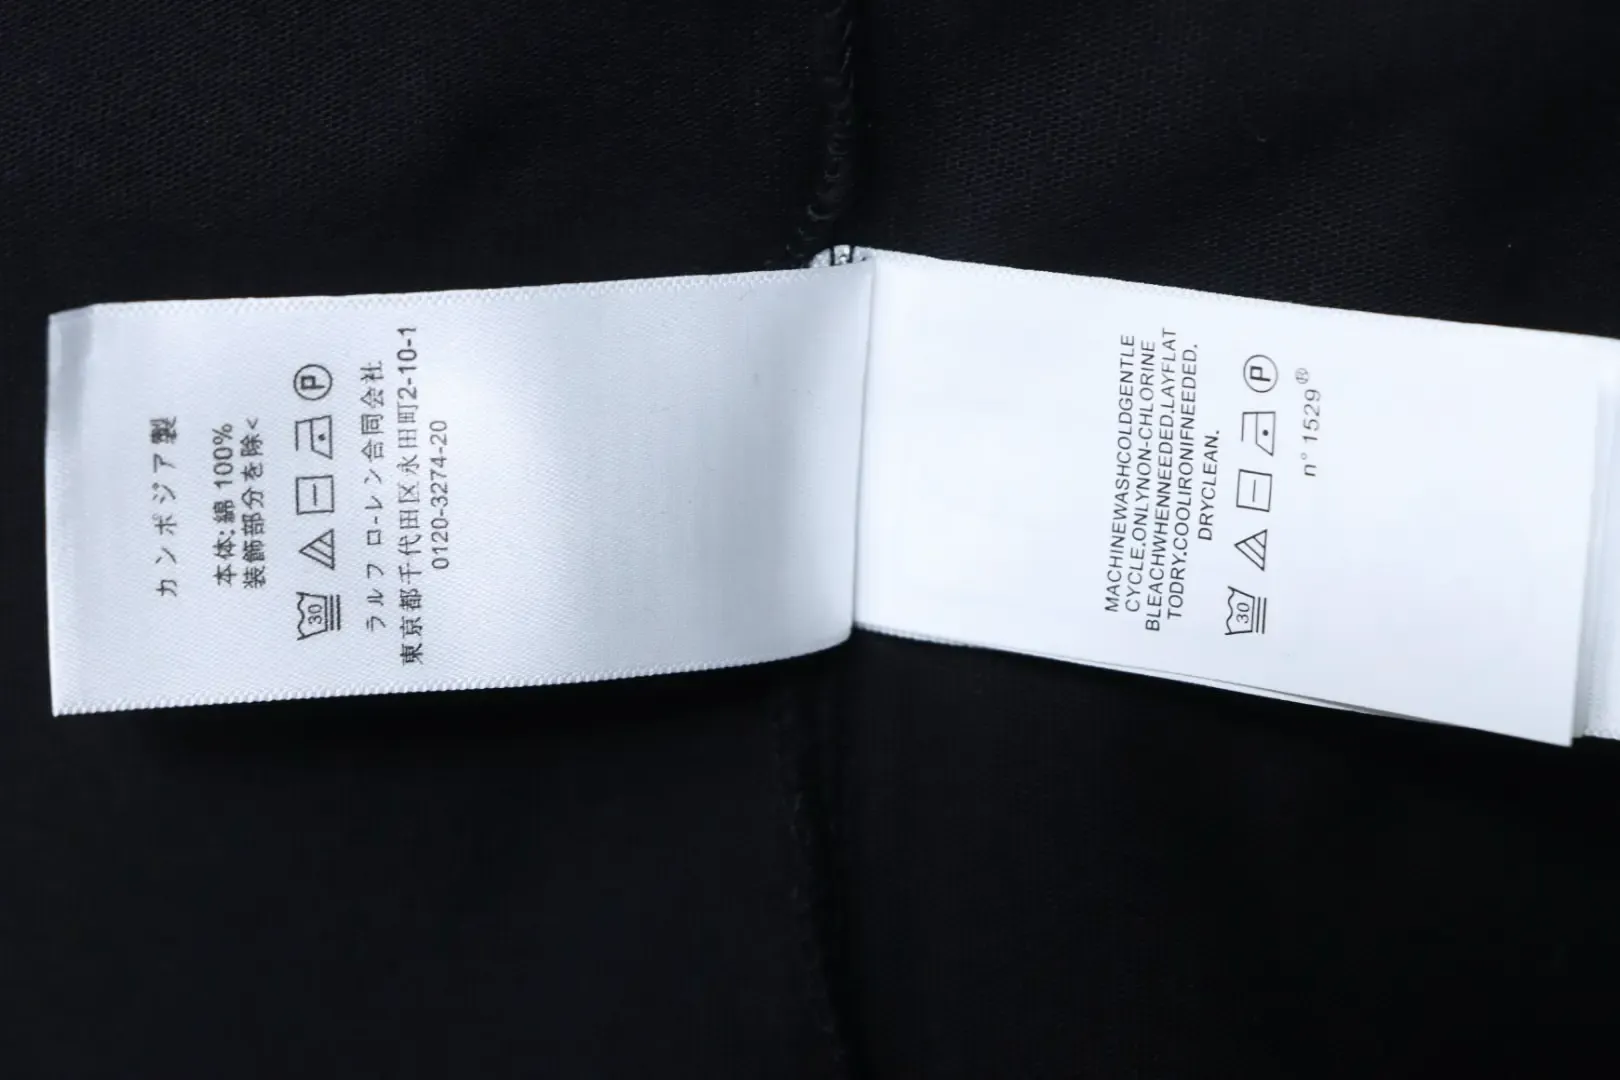 カンボジア製
本体: 綿 100%
装飾部分を除<
30
P
ラルフ ロ-レン合同会社
東京都千代田区永田町2-10-1
0120-3274-20
MACHINEWASHCOLDGENTLE
CYCLE.ONLYNON-CHLORINE
BLEACHWHENNEEDED.LAYFLAT
TODRY.COOLIRONIFNEEDED.
DRYCLEAN.
30
P
n° 1529®